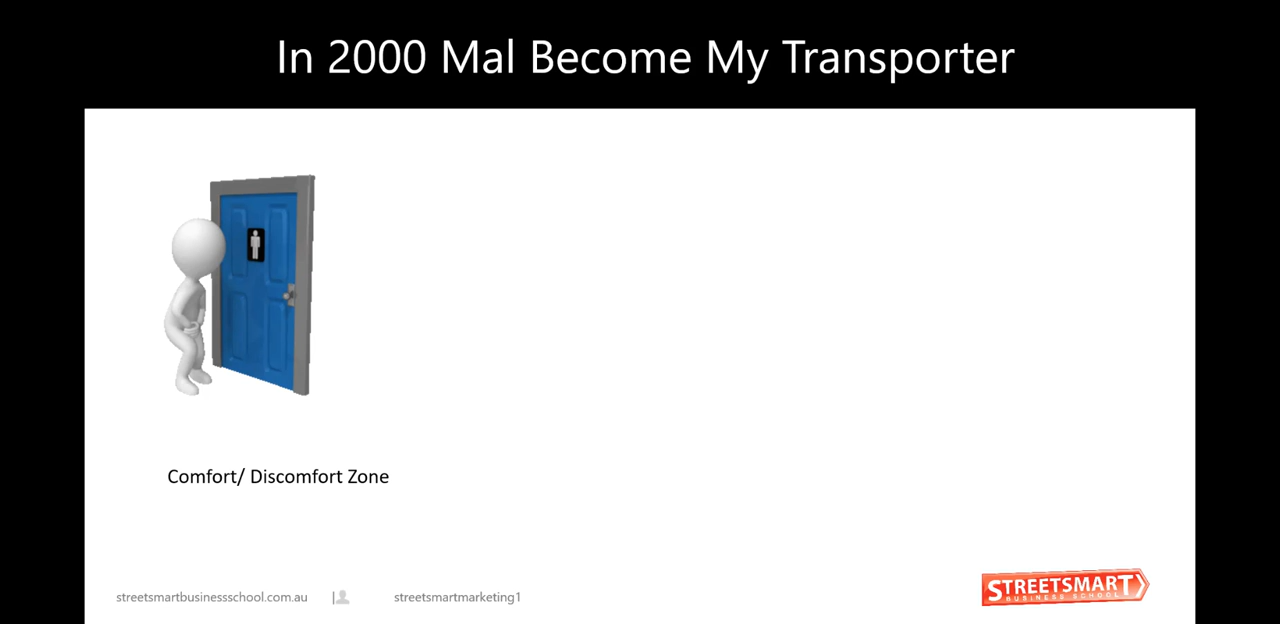 In 2000 Mal Become My Transporter
Comfort/ Discomfort Zone
streetsmartbusinessschool.com.au | streetsmartmarketing1
STREETSMART
BUSINESS SCHOOL